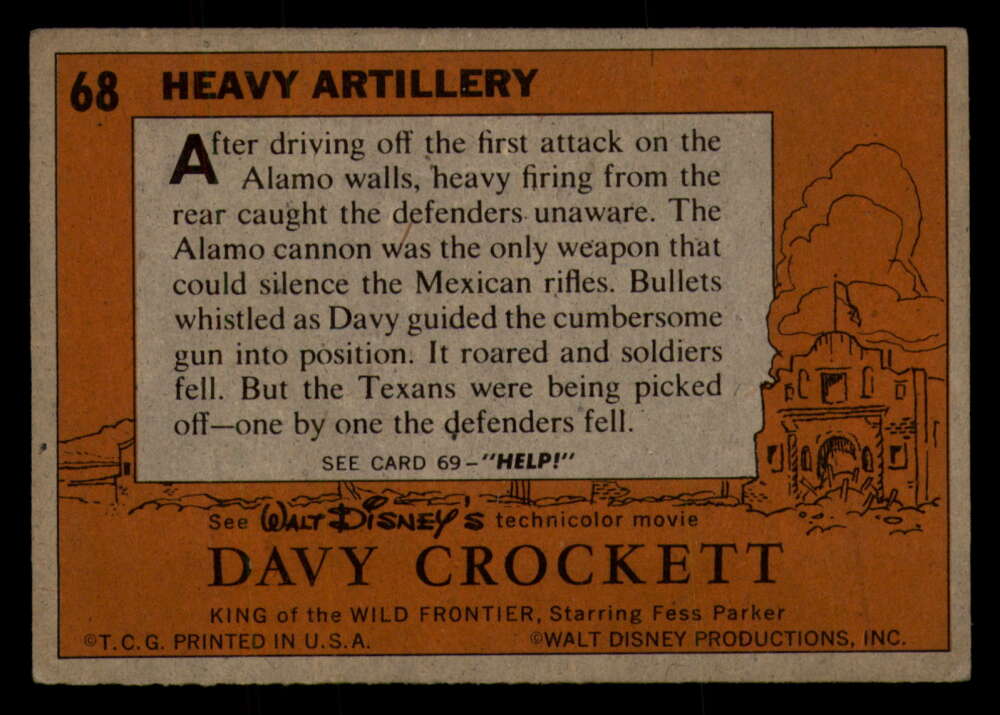 68 HEAVY ARTILLERY
After driving off the first attack on the
Alamo walls, heavy firing from the
rear caught the defenders unaware. The
Alamo cannon was the only weapon that
could silence the Mexican rifles. Bullets
whistled as Davy guided the cumbersome
gun into position. It roared and soldiers
fell. But the Texans were being picked
off—one by one the defenders fell.
SEE CARD 69-"HELP!"
See WALT DISNEY'S technicolor movie
DAVY CROCKETT
KING of the WILD FRONTIER, Starring Fess Parker
©T.C.G. PRINTED IN U.S.A. ©WALT DISNEY PRODUCTIONS, INC.